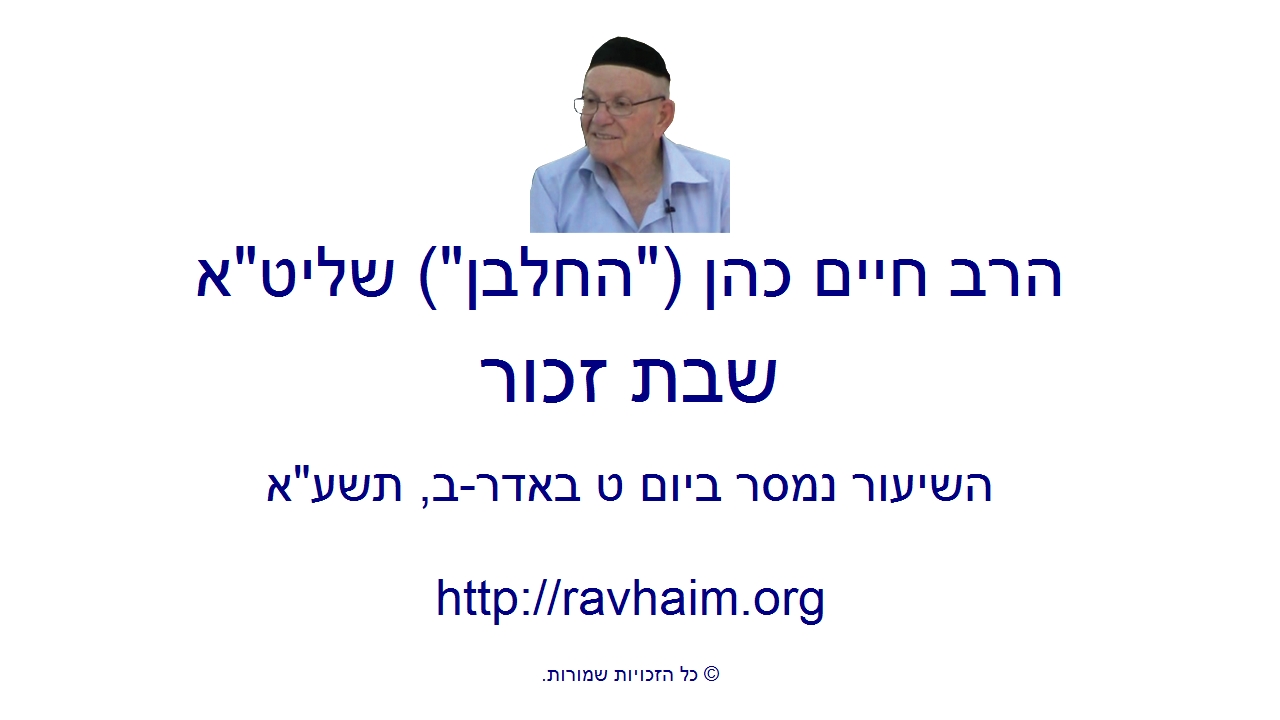 הרב חיים כהן ("החלבן") שליט"א
שבת זכור
השיעור נמסר ביום ט באדר-ב, תשע"א
http://ravhaim.org
© כל הזכויות שמורות.